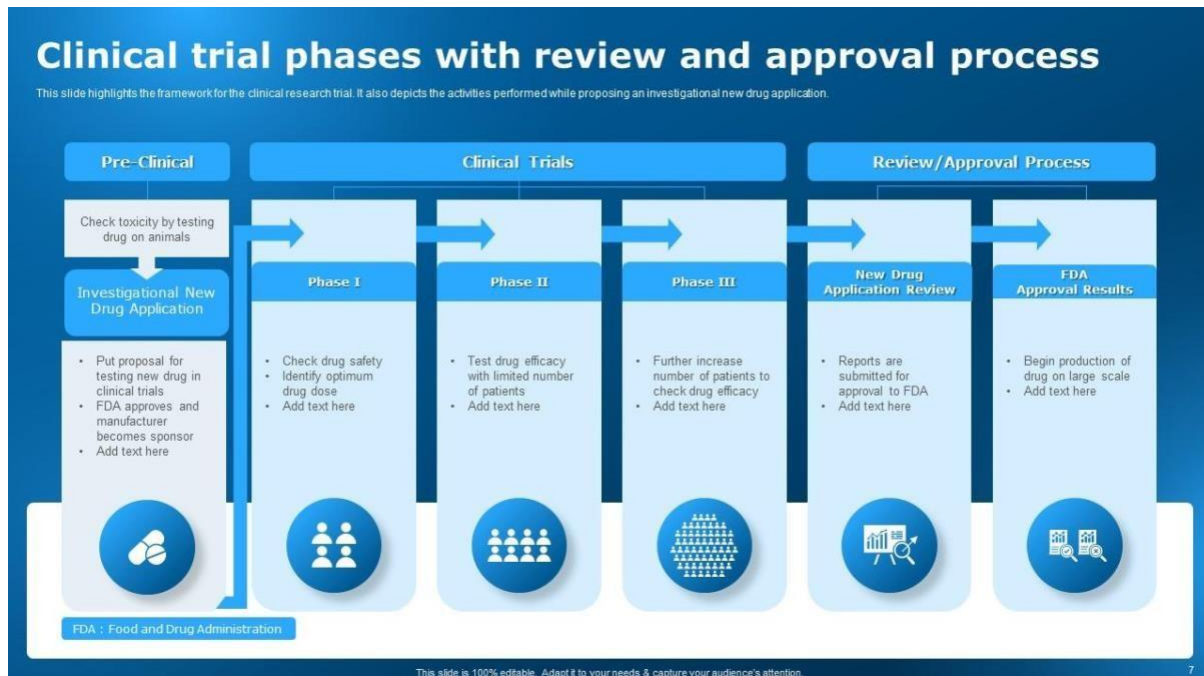 Clinical trial phases with review and approval process
This slide highlights the framework for the clinical research trial. It also depicts the activities performed while proposing an investigational new drug application.
Pre-Clinical
Check toxicity by testing
drug on animals
Investigational New
Drug Application
• Put proposal for
testing new drug in
clinical trials
• FDA approves and
manufacturer
becomes sponsor
• Add text here
Clinical Trials
Phase I
• Check drug safety
• Identify optimum
drug dose
• Add text here
Phase II
• Test drug efficacy
with limited number
of patients
• Add text here
Phase III
• Further increase
number of patients to
check drug efficacy
• Add text here
Review/Approval Process
New Drug
Application Review
• Reports are
submitted for
approval to FDA
• Add text here
FDA
Approval Results
• Begin production of
drug on large scale
• Add text here
FDA : Food and Drug Administration
This slide is 100% editable. Adapt it to your needs & capture your audience's attention.
7